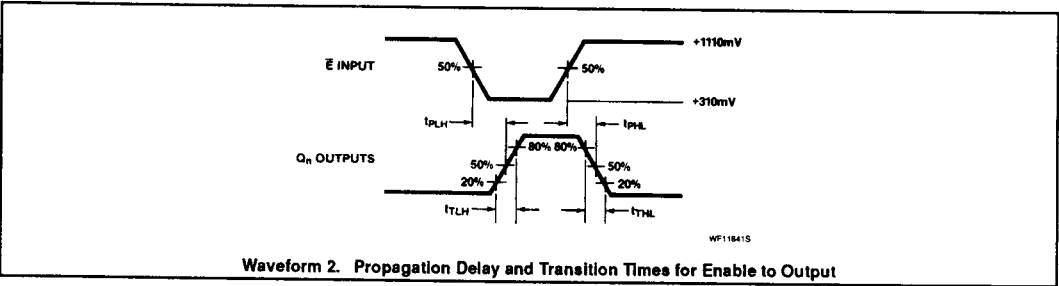 +1110mV
Ē INPUT
50%
50%
+310mV
tPLH
tPHL
Qn OUTPUTS
80% 80%
50%
50%
20%
20%
tTLH
tTHL
WF11641S
Waveform 2. Propagation Delay and Transition Times for Enable to Output